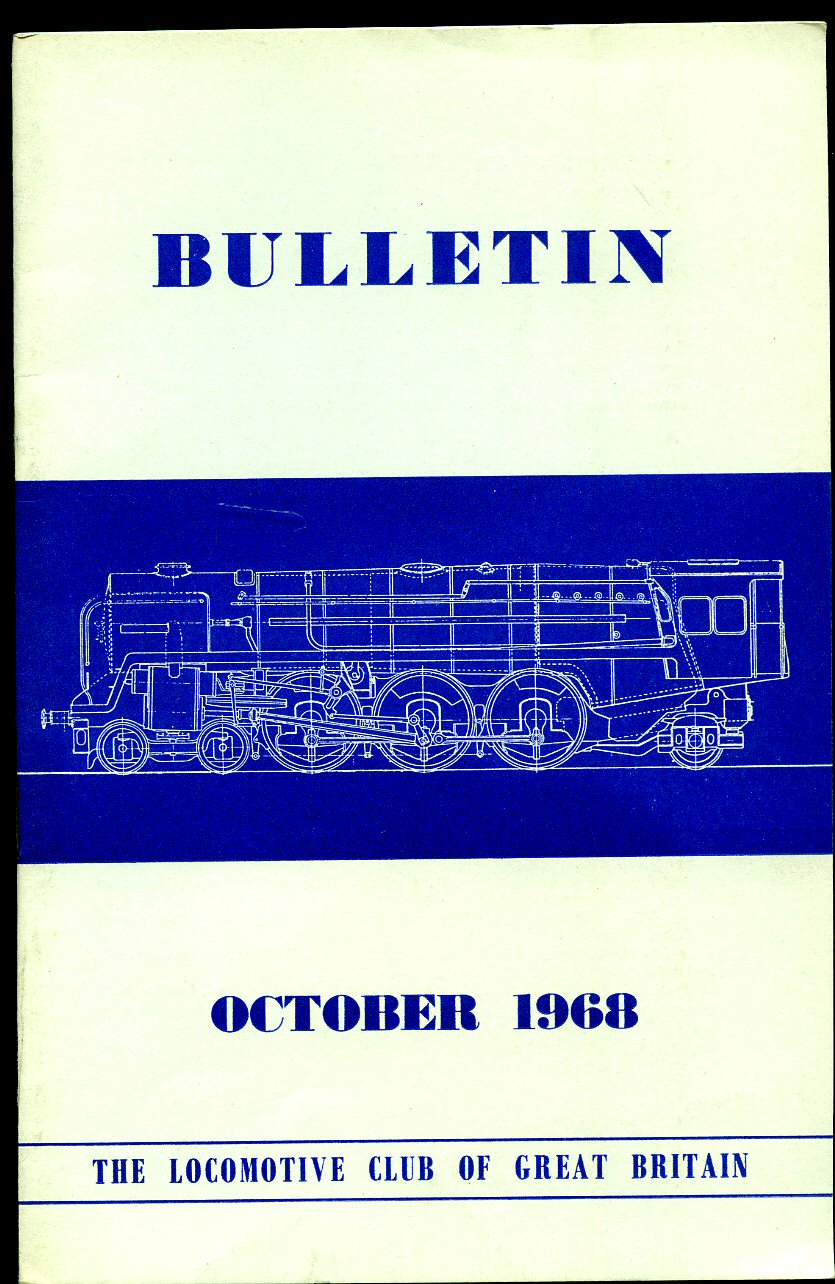 BULLETIN
OCTOBER 1968
THE LOCOMOTIVE CLUB OF GREAT BRITAIN